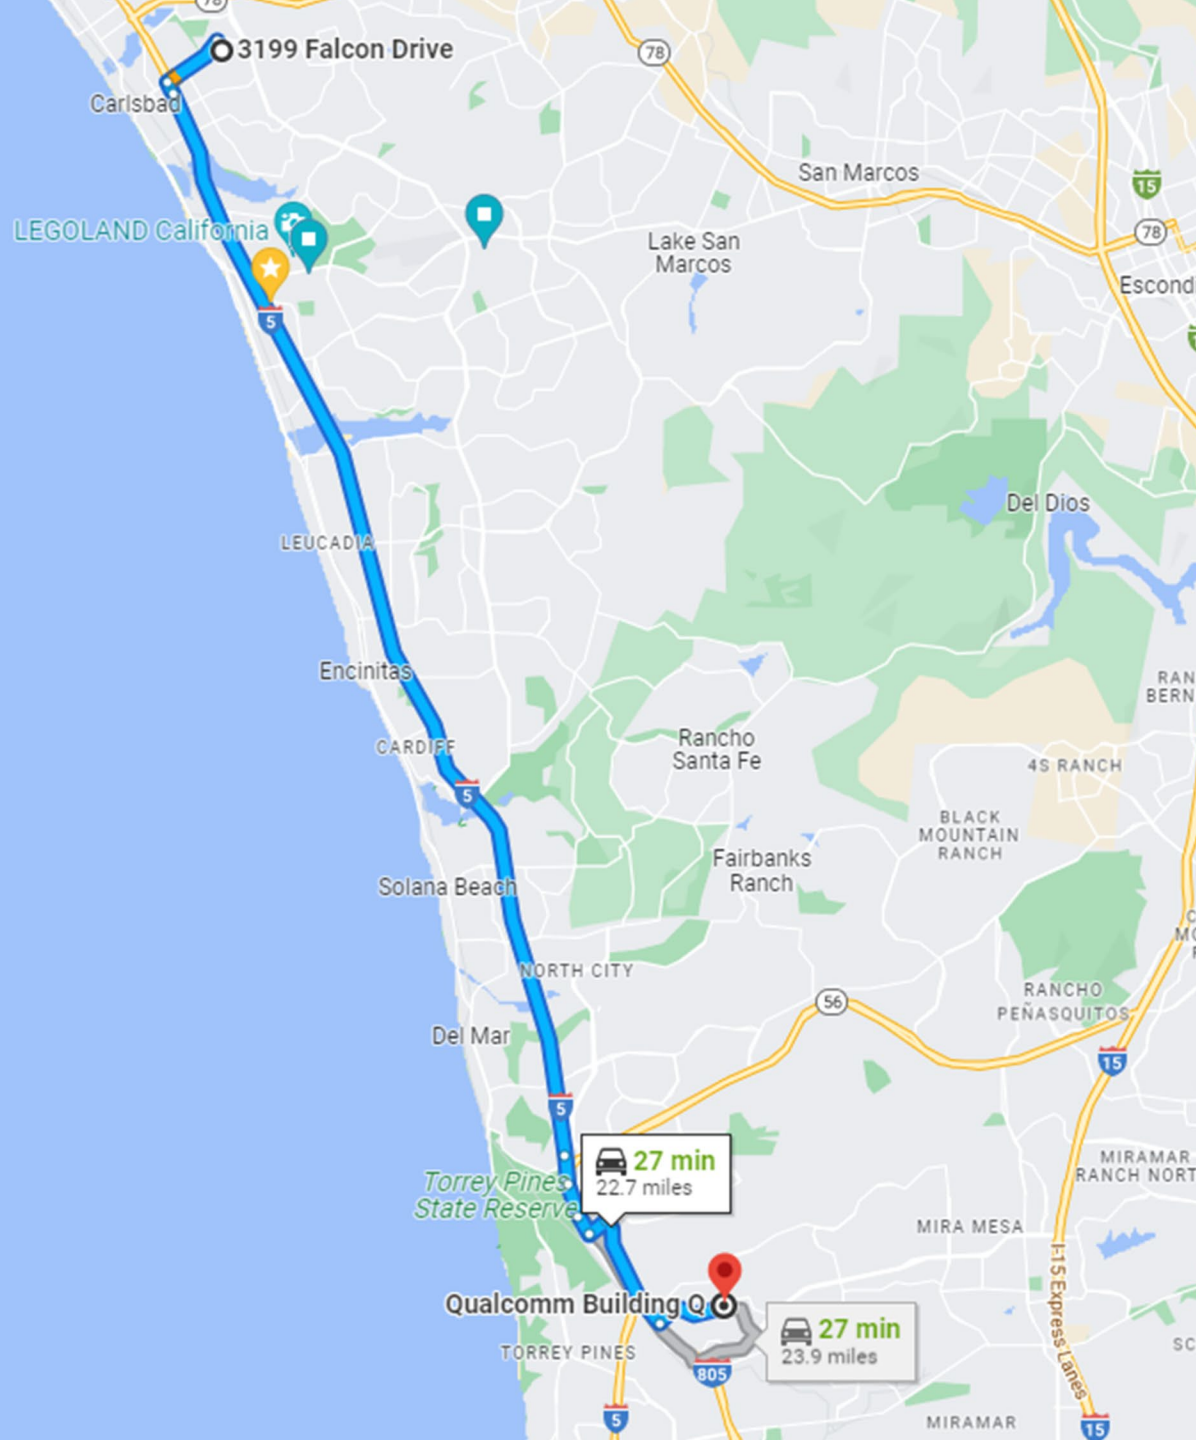 78
3199 Falcon Drive
78
Carlsbad
San Marcos
15
LEGOLAND California
78
Lake San
Marcos
Escond
5
Del Dios
LEUCADIA
Encinitas
RAN
BERN
CARDIFF
Rancho
Santa Fe
4S RANCH
5
BLACK
MOUNTAIN
RANCH
Fairbanks
Ranch
Solana Beach
NORTH CITY
C
MO
F
RANCHO
PEÑASQUITOS
56
Del Mar
15
5
27 min
22.7 miles
MIRAMAR
RANCH NORT
Torrey Pines
State Reserve
MIRA MESA
I-15 Express Lanes
Qualcomm Building Q
27 min
23.9 miles
SC
TORREY PINES
805
5
MIRAMAR
15